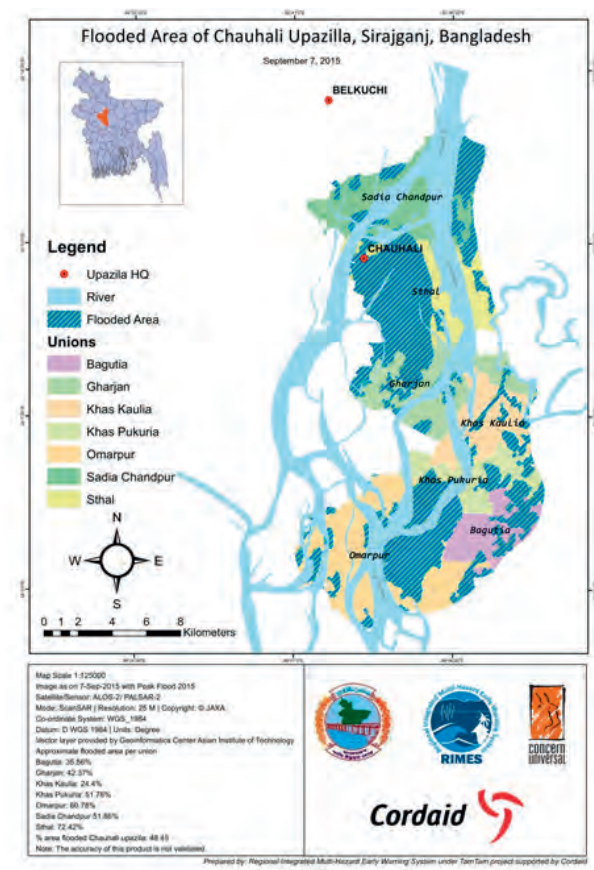 Flooded Area of Chauhali Upazilla, Sirajganj, Bangladesh
September 7, 2015
BELKUCHI
Sadia Chandpur
CHAUHALI
Sthal
Gharjan
Khas Kaulia
Khas Pukuria
Bagutia
Omarpur
Legend
Upazila HQ
River
Flooded Area
Unions
Bagutia
Gharjan
Khas Kaulia
Khas Pukuria
Omarpur
Sadia Chandpur
Sthal
N
W E
S
0 1 2 4 6 8
Kilometers
Map Scale 1:125000
Image as on 7-Sep-2015 with Peak Flood 2015
Satellite/Sensor: ALOS-2/ PALSAR-2
Mode: ScanSAR | Resolution: 25 M | Copyright: © JAXA
Co-ordinate System: WGS_1984
Datum: D WGS 1984 | Units: Degree
Vector layer provided by Geoinformatics Center Asian Institute of Technology
Approximate flooded area per union
Bagutia: 35.56%
Gharjan: 42.37%
Khas Kaulia: 24.4%
Khas Pukuria: 51.76%
Omarpur: 60.78%
Sadia Chandpur 51.86%
Sthal: 72.42%
% area flooded Chauhali upazila: 48.45
Note: The accuracy of this product is not validated
RIMES
concern
universal
Cordaid
Prepared by: Regional Integrated Multi-Hazard Early Warning System under TamTam project supported by Cordaid